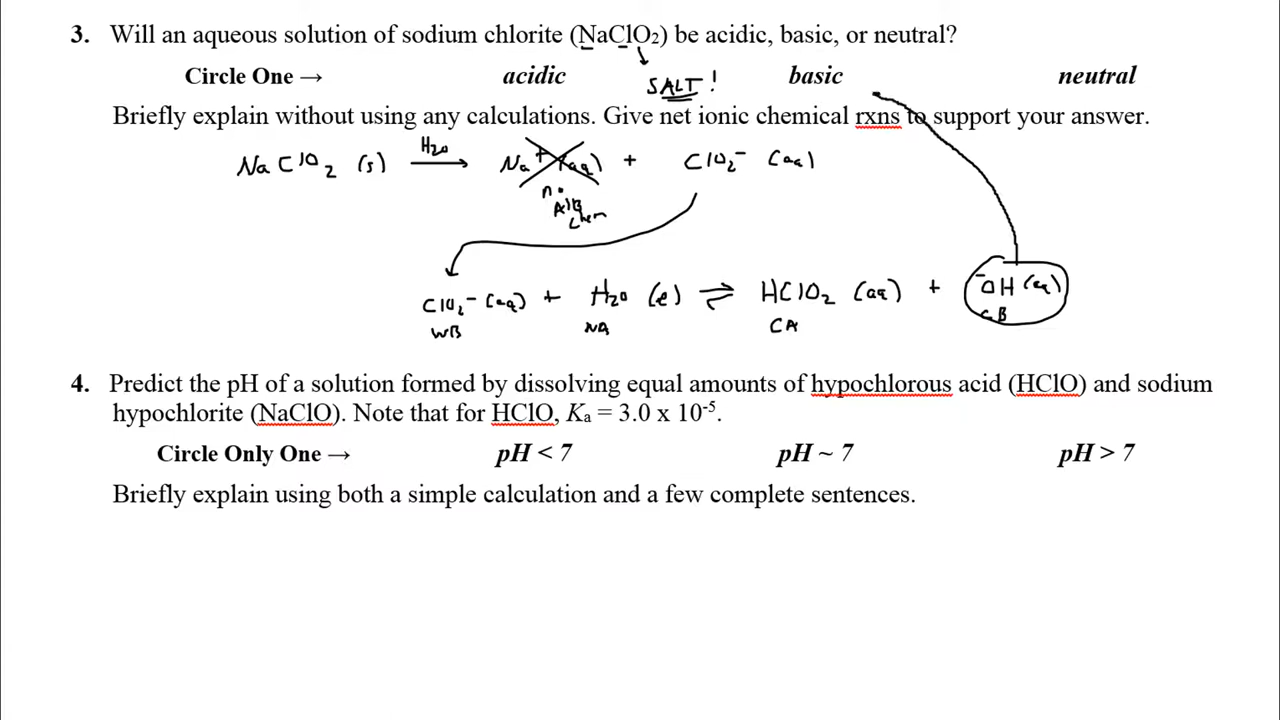 3. Will an aqueous solution of sodium chlorite (NaClO₂) be acidic, basic, or neutral?
Circle One → acidic basic neutral
SALT!
Briefly explain without using any calculations. Give net ionic chemical rxns to support your answer.
NaClO₂ (s) H₂O Na⁺ (aq) + ClO₂⁻ (aq)
no
A/B
Chem
ClO₂⁻ (aq) + H₂O (l) ⇌ HClO₂ (aq) + ⁻OH (aq)
WB CA CB
4. Predict the pH of a solution formed by dissolving equal amounts of hypochlorous acid (HClO) and sodium
hypochlorite (NaClO). Note that for HClO, Ka = 3.0 x 10⁻⁵.
Circle Only One → pH < 7 pH ~ 7 pH > 7
Briefly explain using both a simple calculation and a few complete sentences.